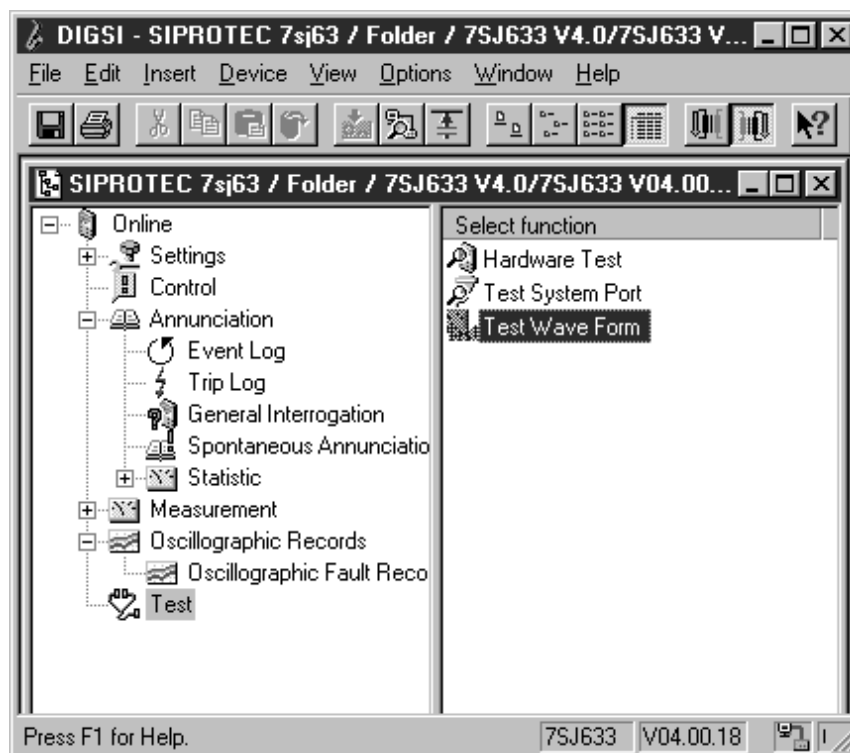 DIGSI - SIPROTEC 7sj63 / Folder / 7SJ633 V4.0/7SJ633 V...
File Edit Insert Device View Options Window Help
SIPROTEC 7sj63 / Folder / 7SJ633 V4.0/7SJ633 V04.00...
Online
Settings
Control
Annunciation
Event Log
Trip Log
General Interrogation
Spontaneous Annunciatio
Statistic
Measurement
Oscillographic Records
Oscillographic Fault Reco
Test
Select function
Hardware Test
Test System Port
Test Wave Form
Press F1 for Help.
7SJ633 V04.00.18